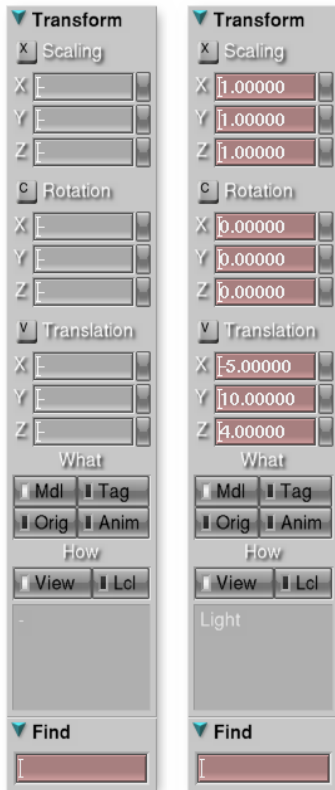 Transform
X Scaling
X -
Y -
Z -
C Rotation
X -
Y -
Z -
V Translation
X -
Y -
Z -
What
Mdl Tag
Orig Anim
How
View Lcl
-
Find
Transform
X Scaling
X 1.00000
Y 1.00000
Z 1.00000
C Rotation
X 0.00000
Y 0.00000
Z 0.00000
V Translation
X -5.00000
Y 10.00000
Z 4.00000
What
Mdl Tag
Orig Anim
How
View Lcl
Light
Find